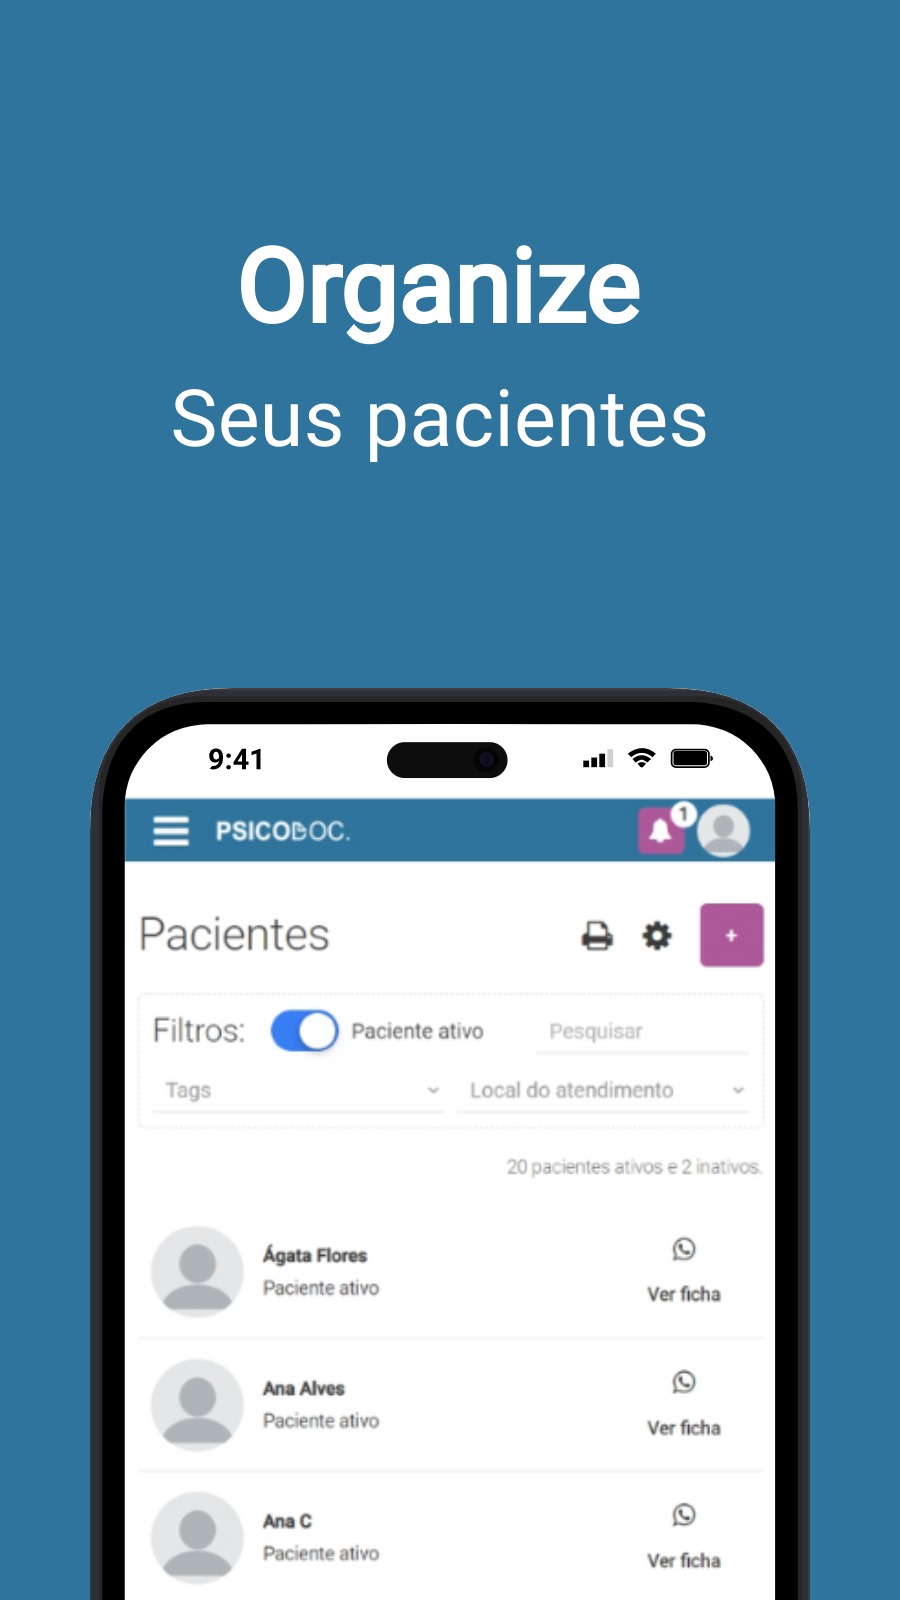 Organize
Seus pacientes
9:41
PSICODOC.
1
Pacientes
+
Filtros: Paciente ativo Pesquisar
Tags Local do atendimento
20 pacientes ativos e 2 inativos.
Ágata Flores
Paciente ativo
Ver ficha
Ana Alves
Paciente ativo
Ver ficha
Ana C
Paciente ativo
Ver ficha